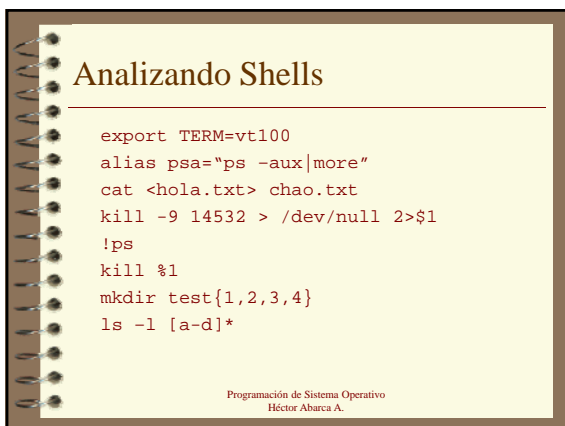 Analizando Shells
export TERM=vt100
alias psa=“ps –aux|more”
cat <hola.txt> chao.txt
kill -9 14532 > /dev/null 2>$1
!ps
kill %1
mkdir test{1,2,3,4}
ls –l [a-d]*
Programación de Sistema Operativo
Héctor Abarca A.